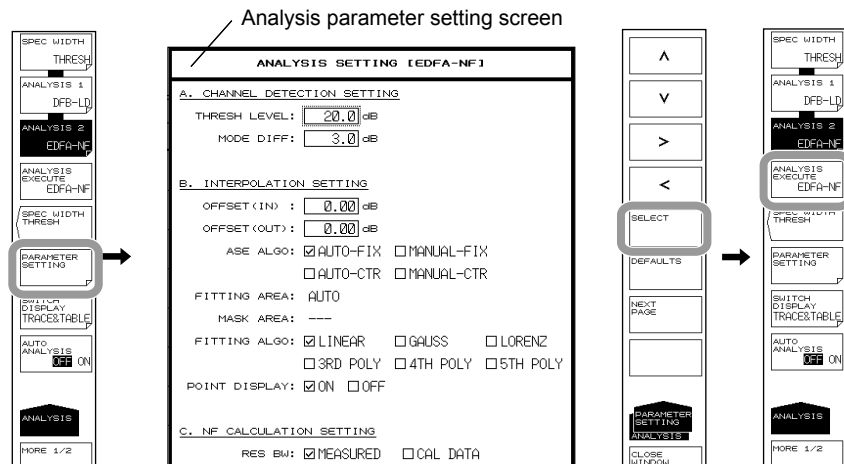 Analysis parameter setting screen
SPEC WIDTH
THRESH
ANALYSIS 1
DFB-LD
ANALYSIS 2
EDFA-NF
ANALYSIS
EXECUTE
EDFA-NF
SPEC WIDTH
THRESH
PARAMETER
SETTING
SWITCH
DISPLAY
TRACE&TABLE
AUTO
ANALYSIS
OFF ON
ANALYSIS
MORE 1/2
ANALYSIS SETTING [EDFA-NF]
A. CHANNEL DETECTION SETTING
THRESH LEVEL: 20.0 dB
MODE DIFF: 3.0 dB
B. INTERPOLATION SETTING
OFFSET(IN) : 0.00 dB
OFFSET(OUT): 0.00 dB
ASE ALGO: ☑AUTO-FIX ☐MANUAL-FIX
☐AUTO-CTR ☐MANUAL-CTR
FITTING AREA: AUTO
MASK AREA: ---
FITTING ALGO: ☑LINEAR ☐GAUSS ☐LORENZ
☐3RD POLY ☐4TH POLY ☐5TH POLY
POINT DISPLAY: ☑ON ☐OFF
C. NF CALCULATION SETTING
RES BW: ☑MEASURED ☐CAL DATA
∧
∨
>
<
SELECT
DEFAULTS
NEXT
PAGE
PARAMETER
SETTING
ANALYSIS
CLOSE
WINDOW
SPEC WIDTH
THRESH
ANALYSIS 1
DFB-LD
ANALYSIS 2
EDFA-NF
ANALYSIS
EXECUTE
EDFA-NF
SPEC WIDTH
THRESH
PARAMETER
SETTING
SWITCH
DISPLAY
TRACE&TABLE
AUTO
ANALYSIS
OFF ON
ANALYSIS
MORE 1/2